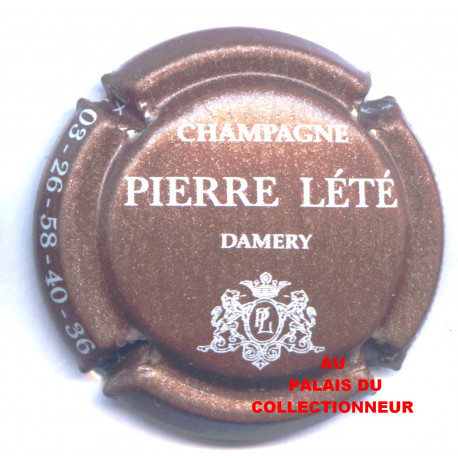 CHAMPAGNE
PIERRE LÉTÉ
DAMERY
PL
03-26-58-40-36
AU
PALAIS DU
COLLECTIONNEUR